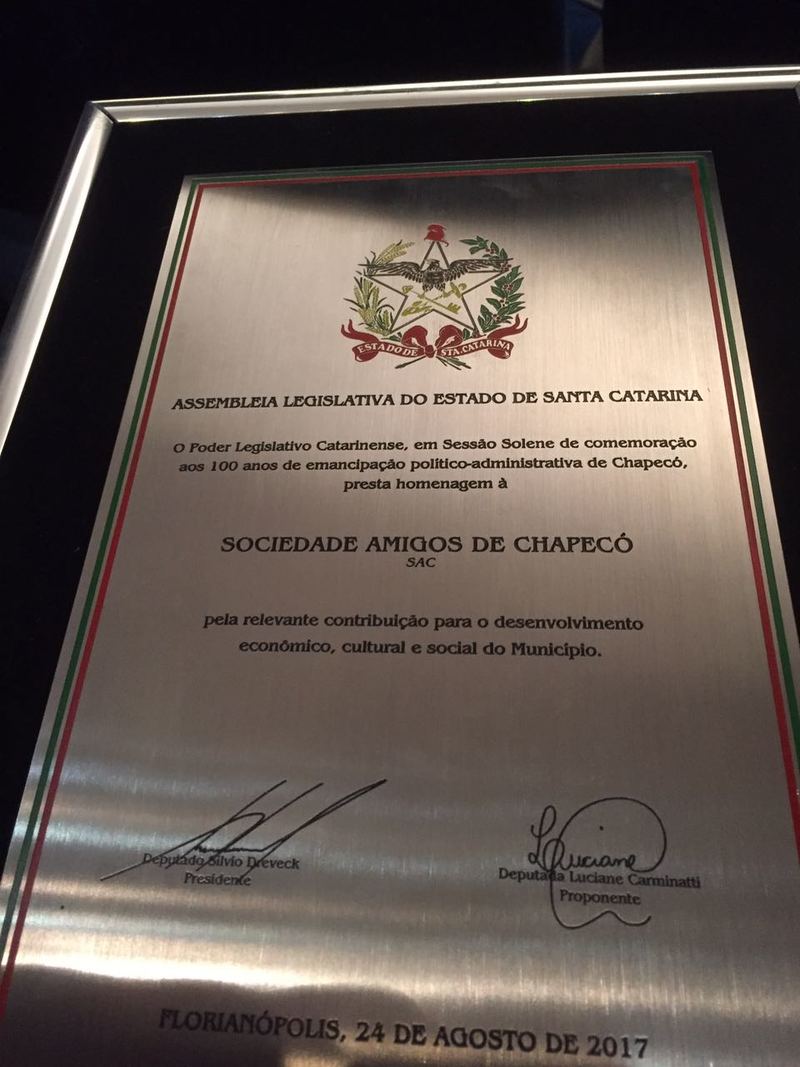 ESTADO DE STA. CATARINA
ASSEMBLEIA LEGISLATIVA DO ESTADO DE SANTA CATARINA
O Poder Legislativo Catarinense, em Sessão Solene de comemoração
aos 100 anos de emancipação político-administrativa de Chapecó,
presta homenagem à
SOCIEDADE AMIGOS DE CHAPECÓ
SAC
pela relevante contribuição para o desenvolvimento
econômico, cultural e social do Município.
Luciane
Deputado Silvio Dreveck
Presidente
Deputada Luciane Carminatti
Proponente
FLORIANÓPOLIS, 24 DE AGOSTO DE 2017